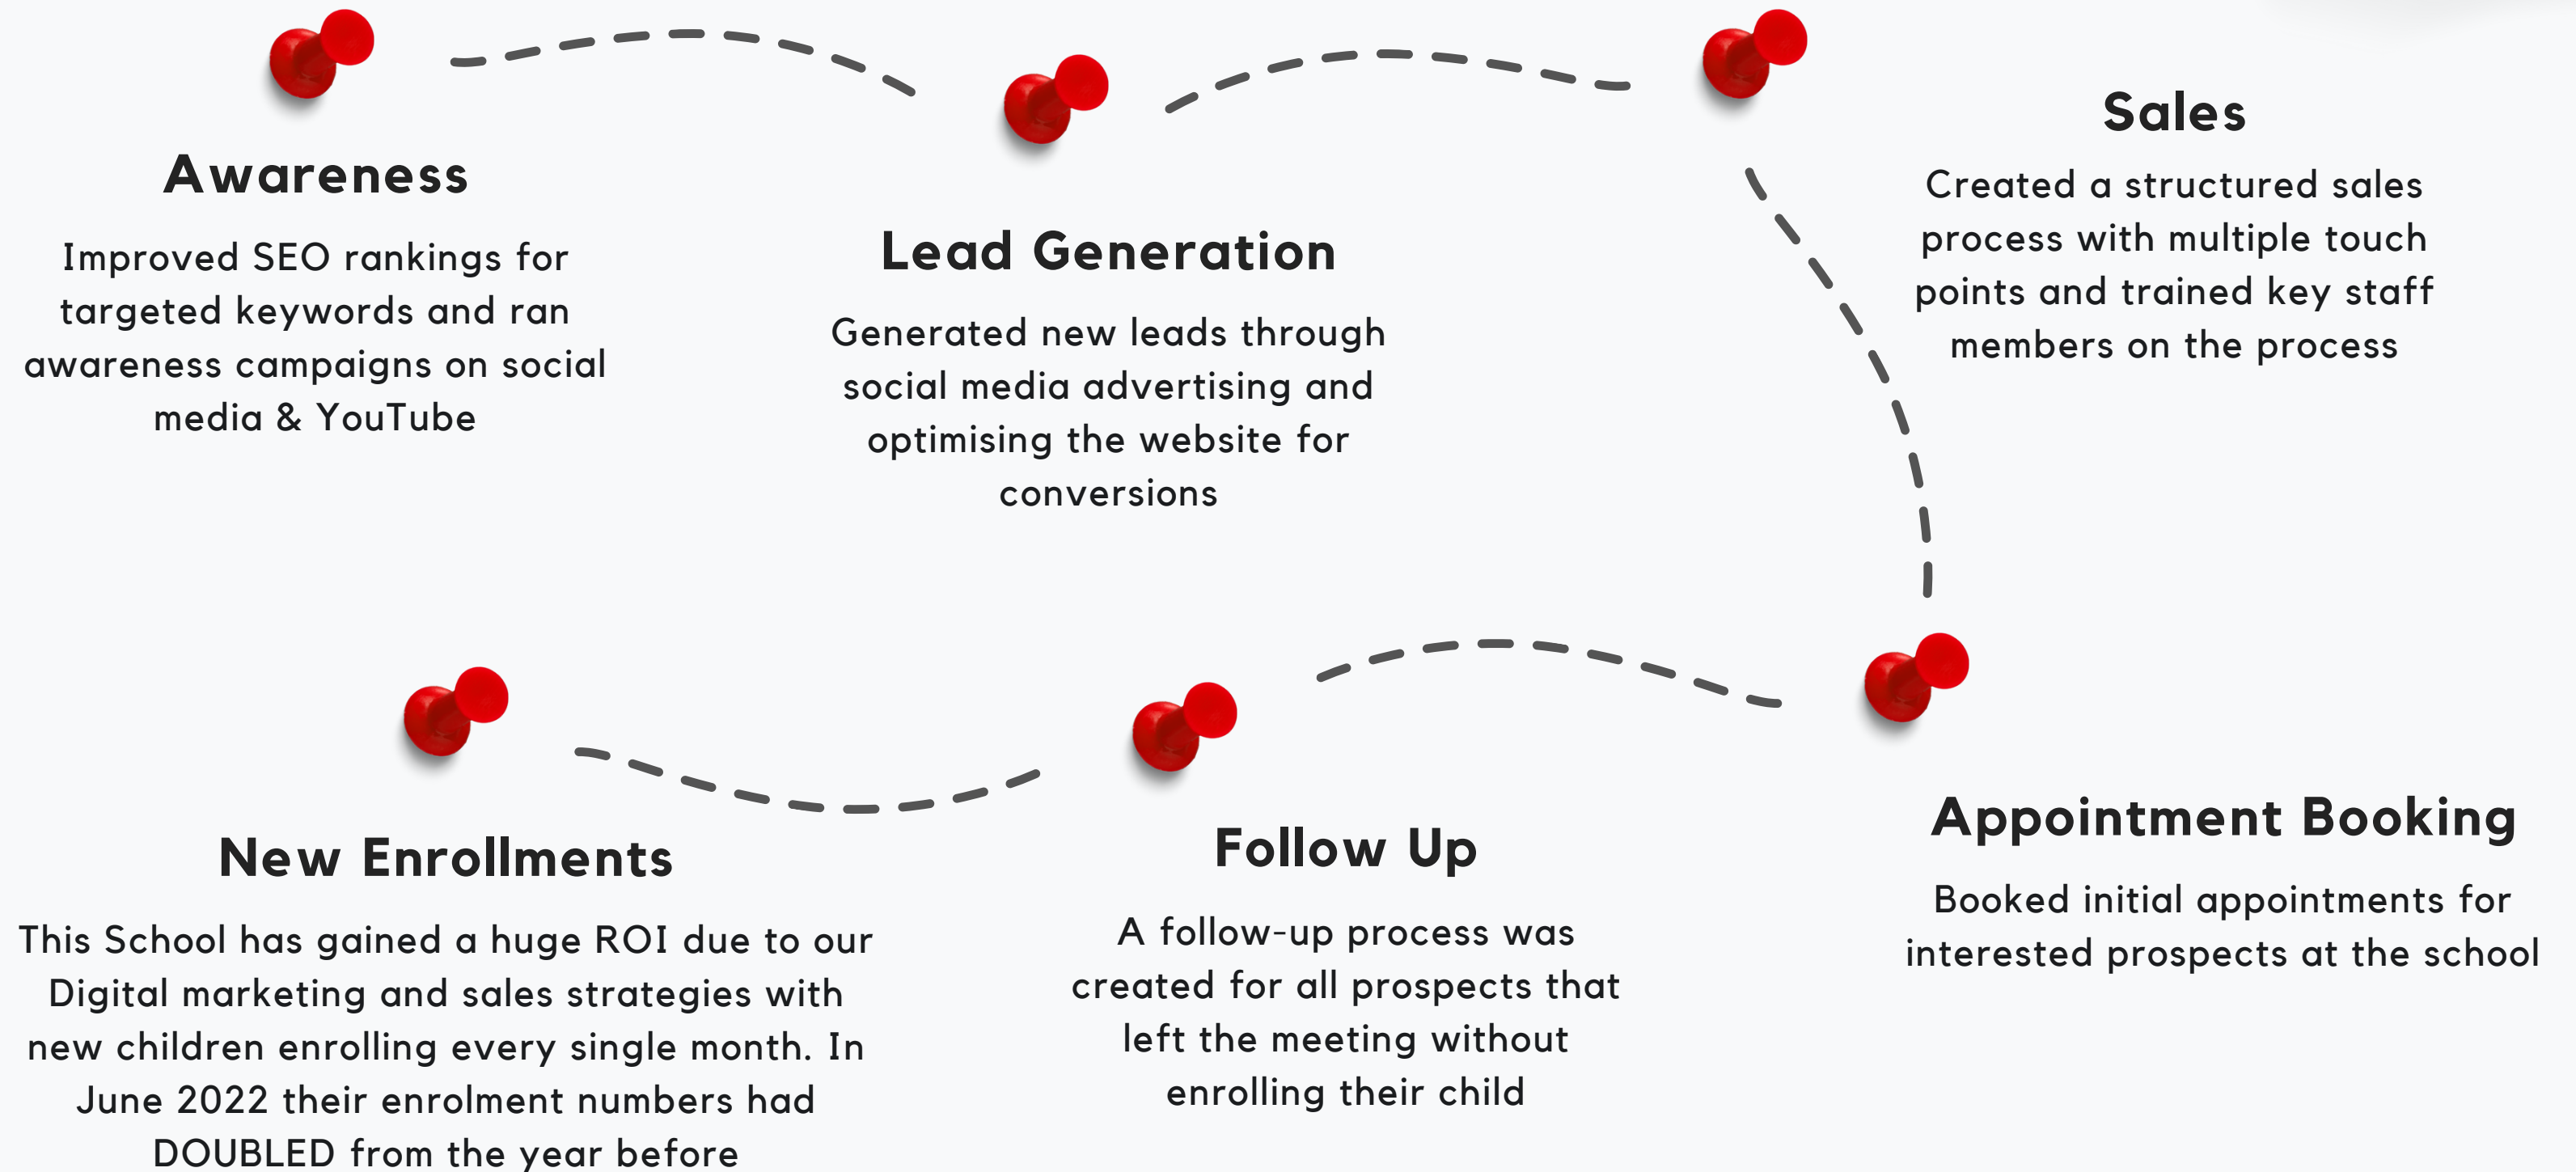 Awareness
Improved SEO rankings for
targeted keywords and ran
awareness campaigns on social
media & YouTube
Lead Generation
Generated new leads through
social media advertising and
optimising the website for
conversions
Sales
Created a structured sales
process with multiple touch
points and trained key staff
members on the process
Appointment Booking
Booked initial appointments for
interested prospects at the school
Follow Up
A follow-up process was
created for all prospects that
left the meeting without
enrolling their child
New Enrollments
This School has gained a huge ROI due to our
Digital marketing and sales strategies with
new children enrolling every single month. In
June 2022 their enrolment numbers had
DOUBLED from the year before